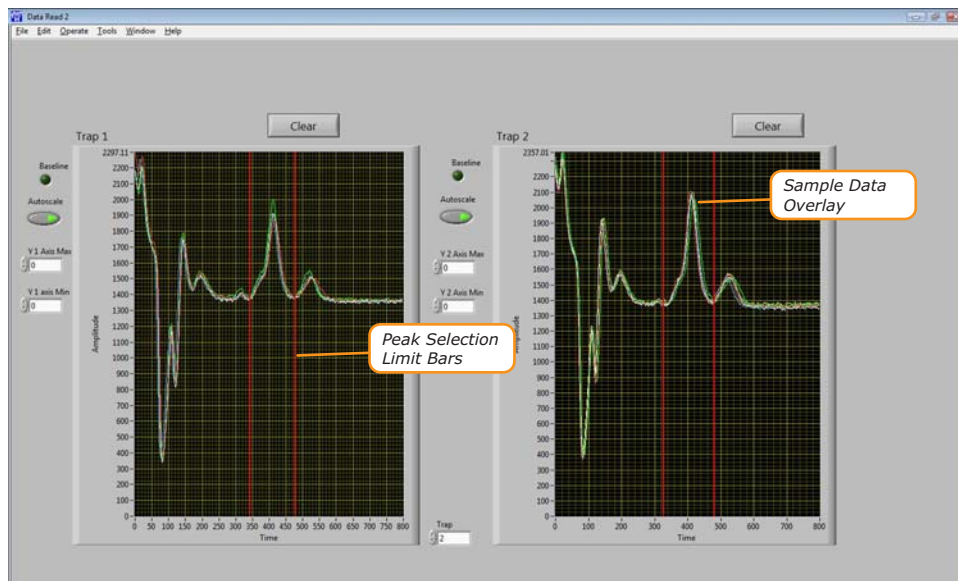 Data Read 2
File Edit Operate Tools Window Help
Trap 1
Clear
Baseline
Autoscale
Y 1 Axis Max
0
Y 1 axis Min
0
Amplitude
2297.11
2200
2100
2000
1900
1800
1700
1600
1500
1400
1300
1200
1100
1000
900
800
700
600
500
400
300
200
100
0
0 50 100 150 200 250 300 350 400 450 500 550 600 650 700 800
Time
Peak Selection
Limit Bars
Trap 2
Clear
Baseline
Autoscale
Y 2 Axis Max
0
Y 2 Axis Min
0
Trap
2
Amplitude
2357.01
2200
2100
2000
1900
1800
1700
1600
1500
1400
1300
1200
1100
1000
900
800
700
600
500
400
300
200
100
0
0 100 200 300 400 500 600 800
Time
Sample Data
Overlay